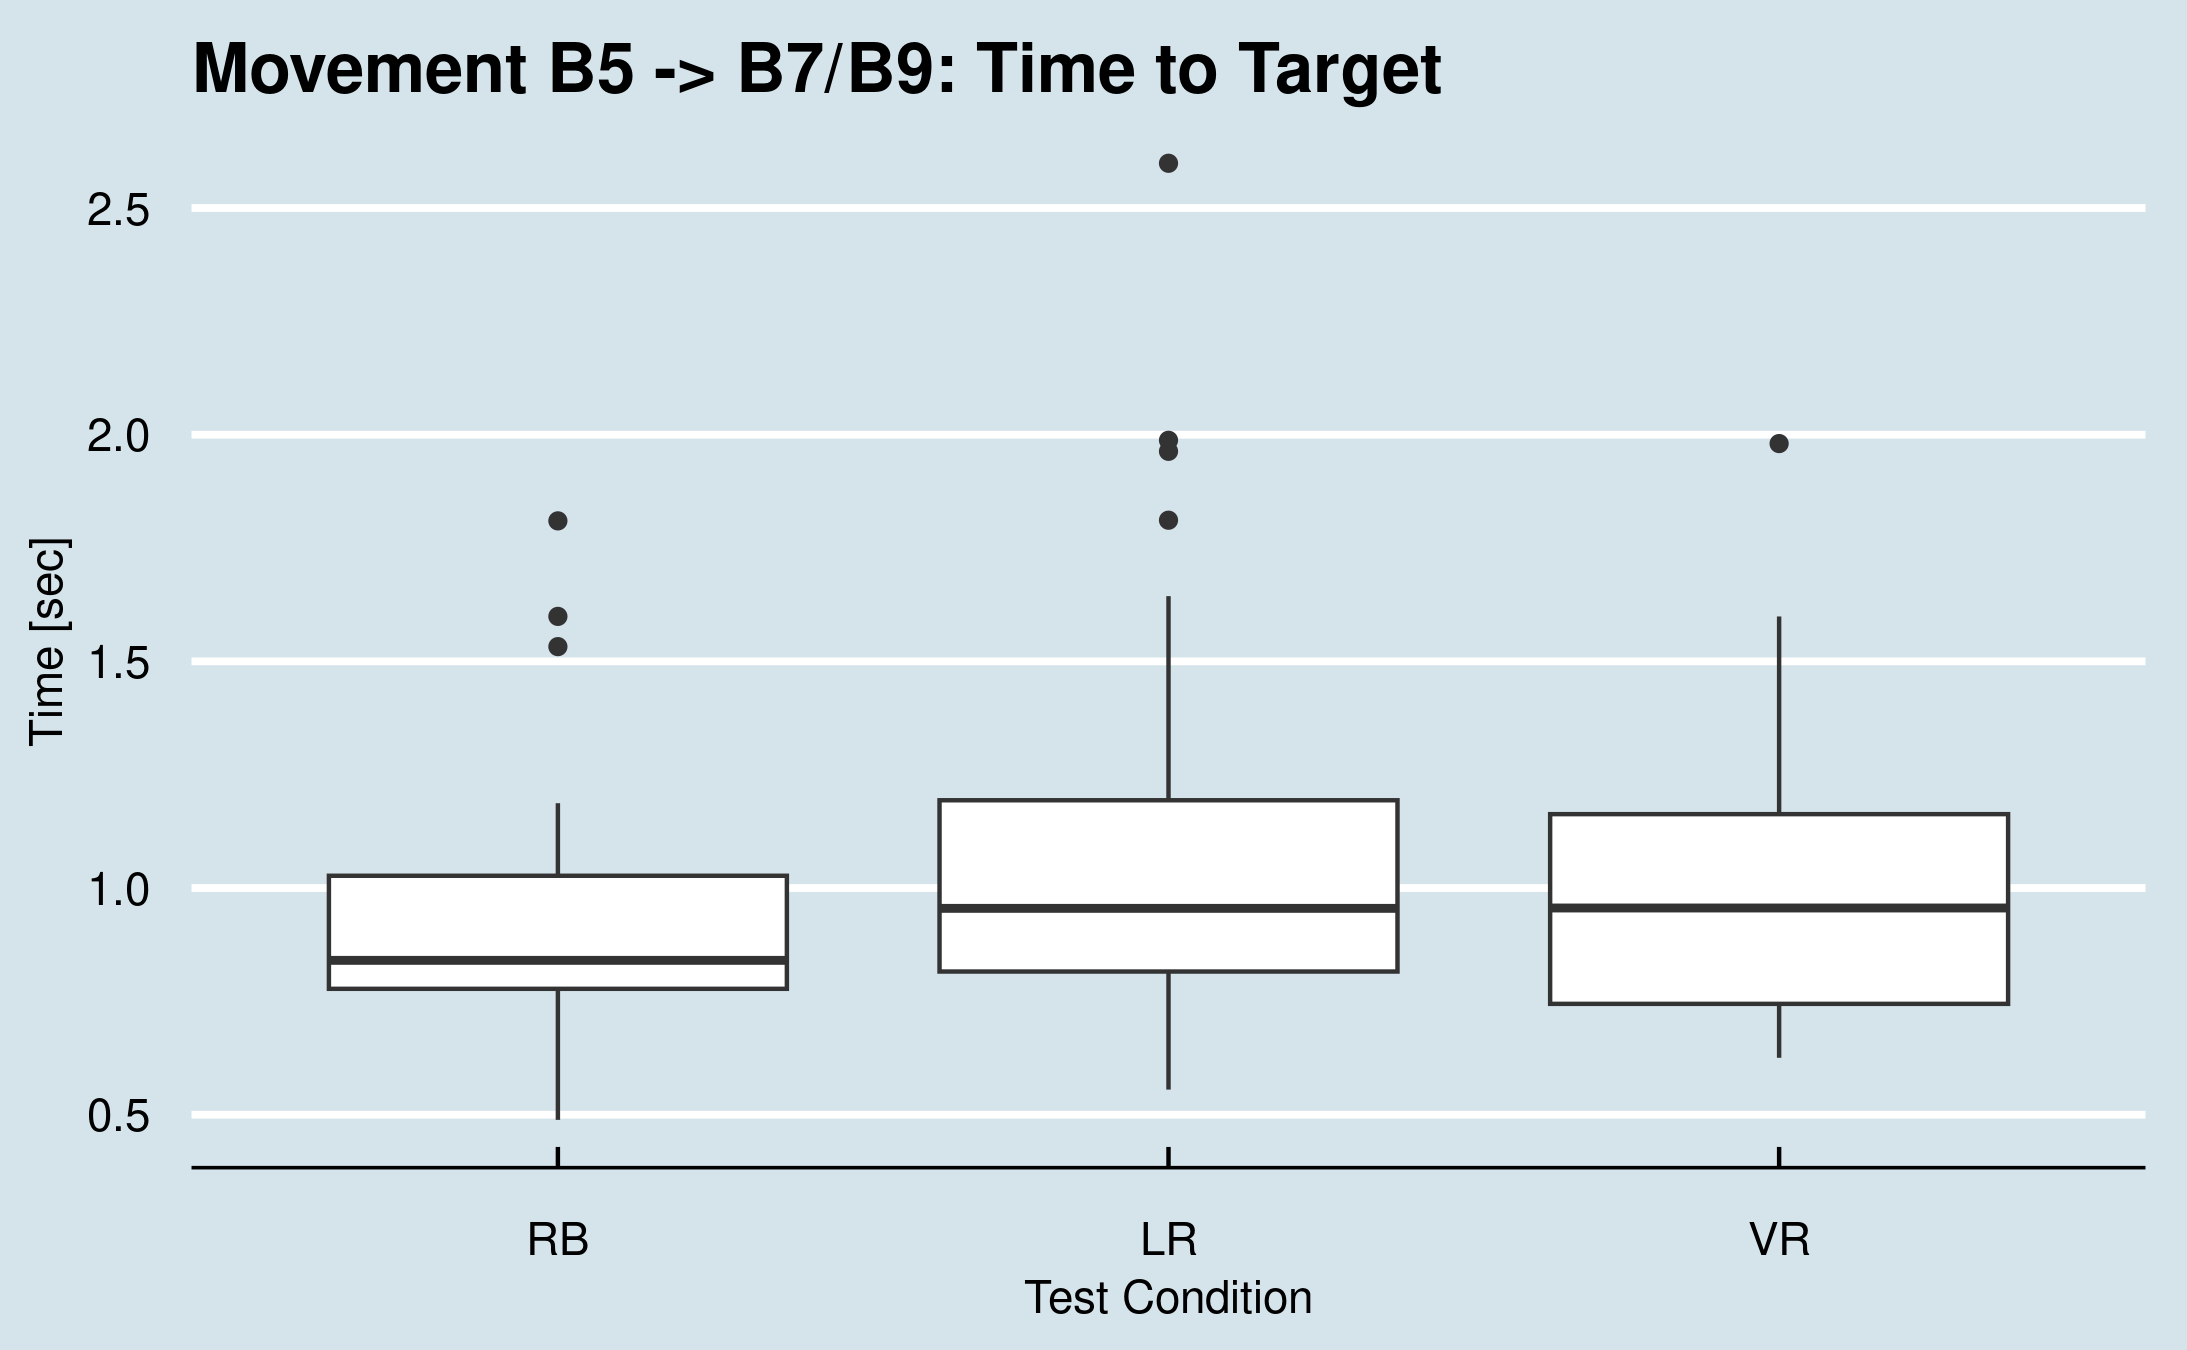 Movement B5 -> B7/B9: Time to Target
Time [sec]
2.5
2.0
1.5
1.0
0.5
RB LR VR
Test Condition